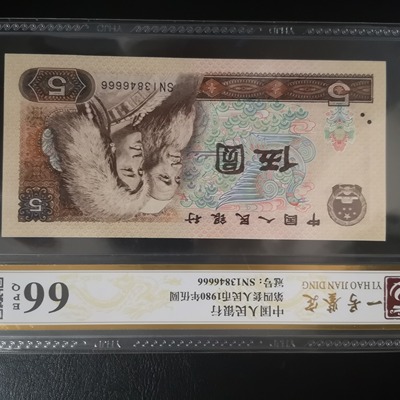 中国人民银行
第四套人民币1980年伍圆
冠号：SN13846666
66
EPQ
一号鉴定
YI HAO JIAN DING
中国人民银行
伍圆
5
5
SN13846666